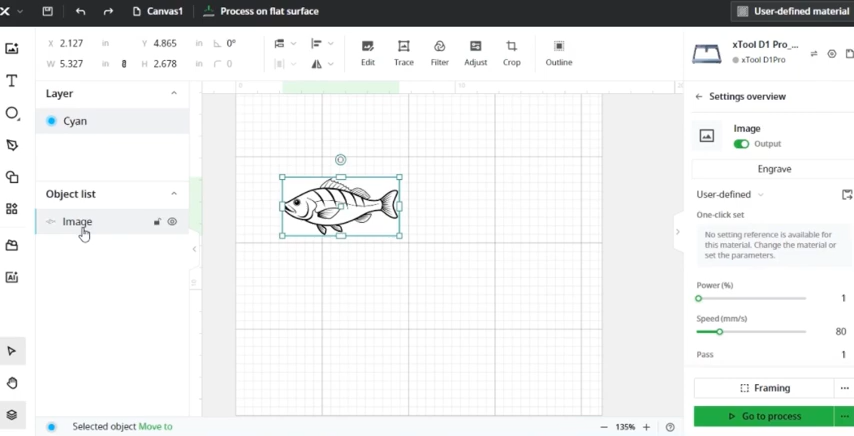 Canvas1
Process on flat surface
User-defined material
X 2.127 in Y 4.865 in 0°
W 5.327 in H 2.678 in 0
Edit Trace Filter Adjust Crop Outline
xTool D1 Pro_...
xTool D1Pro
Layer
Cyan
Object list
Image
AI
0 10
Settings overview
Image
Output
Engrave
User-defined
One-click set
No setting reference is available for
this material. Change the material or
set the parameters.
Power (%)
1
Speed (mm/s)
80
Pass 1
Framing
Go to process
Selected object Move to
135%